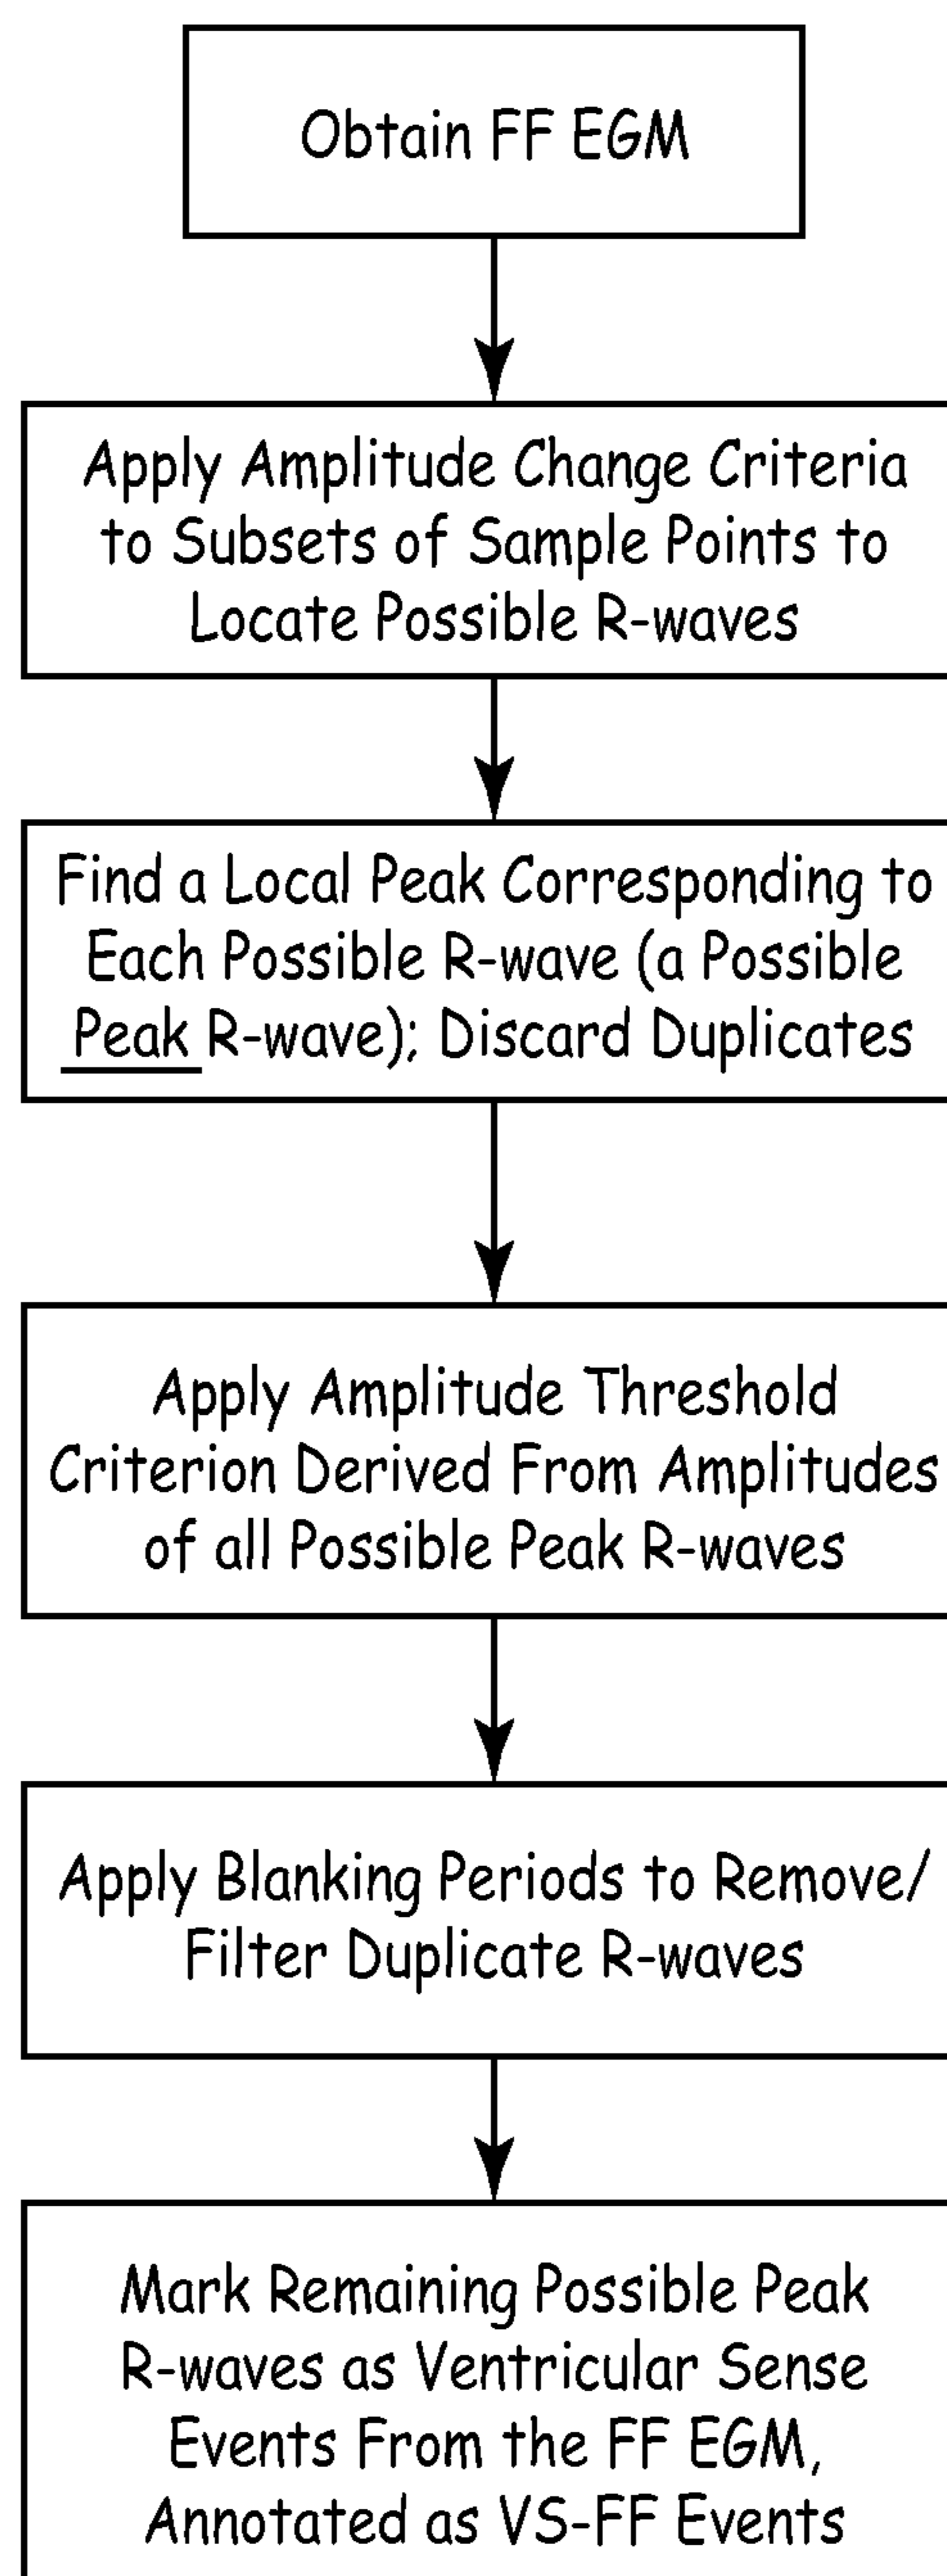 Obtain FF EGM
Apply Amplitude Change Criteria
to Subsets of Sample Points to
Locate Possible R-waves
Find a Local Peak Corresponding to
Each Possible R-wave (a Possible
Peak R-wave); Discard Duplicates
Apply Amplitude Threshold
Criterion Derived From Amplitudes
of all Possible Peak R-waves
Apply Blanking Periods to Remove/
Filter Duplicate R-waves
Mark Remaining Possible Peak
R-waves as Ventricular Sense
Events From the FF EGM,
Annotated as VS-FF Events